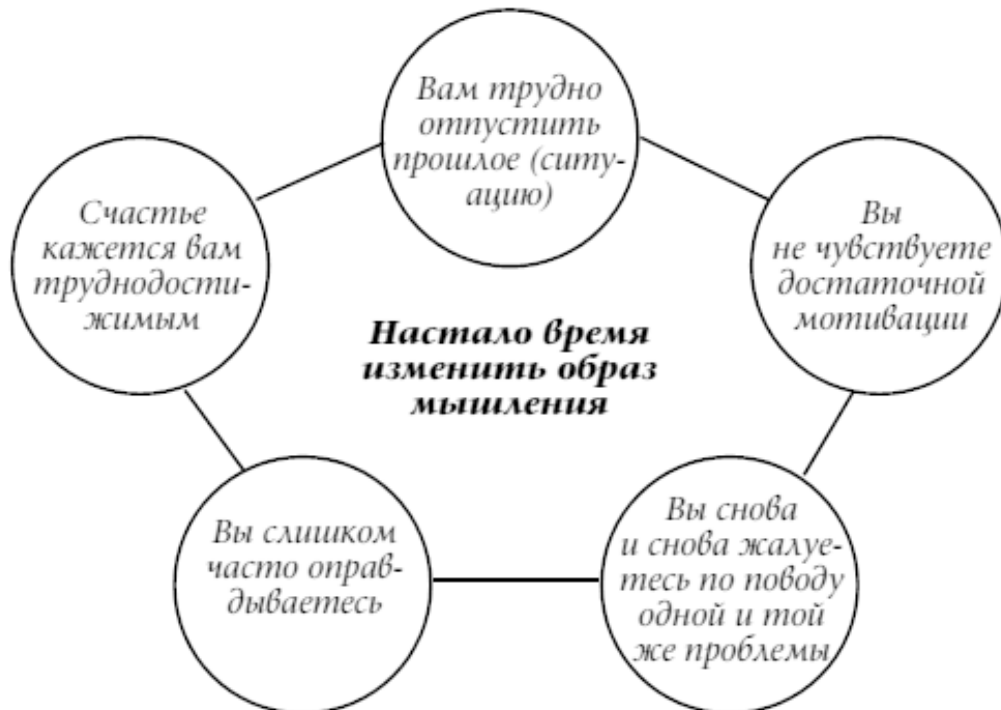 Вам трудно
отпустить
прошлое (ситу-
ацию)
Счастье
кажется вам
труднодости-
жимым
Вы
не чувствуете
достаточной
мотивации
Настало время
изменить образ
мышления
Вы слишком
часто оправ-
дываетесь
Вы снова
и снова жалуе-
тесь по поводу
одной и той
же проблемы